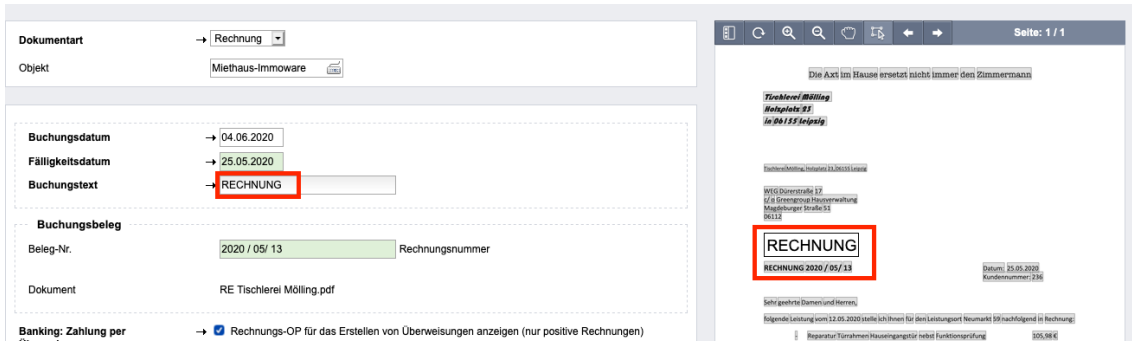 Dokumentart
Rechnung
Objekt
Miethaus-Immoware
Buchungsdatum
04.06.2020
Fälligkeitsdatum
25.05.2020
Buchungstext
RECHNUNG
Buchungsbeleg
Beleg-Nr.
2020 / 05/ 13
Rechnungsnummer
Dokument
RE Tischlerei Mölling.pdf
Banking: Zahlung per
Rechnungs-OP für das Erstellen von Überweisungen anzeigen (nur positive Rechnungen)
Seite: 1 / 1
Die Axt im Hause ersetzt nicht immer den Zimmermann
Tischlerei Mölling
Holzplatz 23
in 06155 Leipzig
Tischlerei Mölling, Holzplatz 23, 06155 Leipzig
WEG Dürerstraße 17
c/ o Greengroup Hausverwaltung
Magdeburger Straße 51
06112
RECHNUNG
RECHNUNG 2020 / 05/ 13
Datum: 25.05.2020
Kundennummer: 236
Sehr geehrte Damen und Herren,
folgende Leistung vom 12.05.2020 stelle ich Ihnen für den Leistungsort Neumarkt 59 nachfolgend in Rechnung:
- Reparatur Türrahmen Hauseingangstür nebst Funktionsprüfung
105,98 €